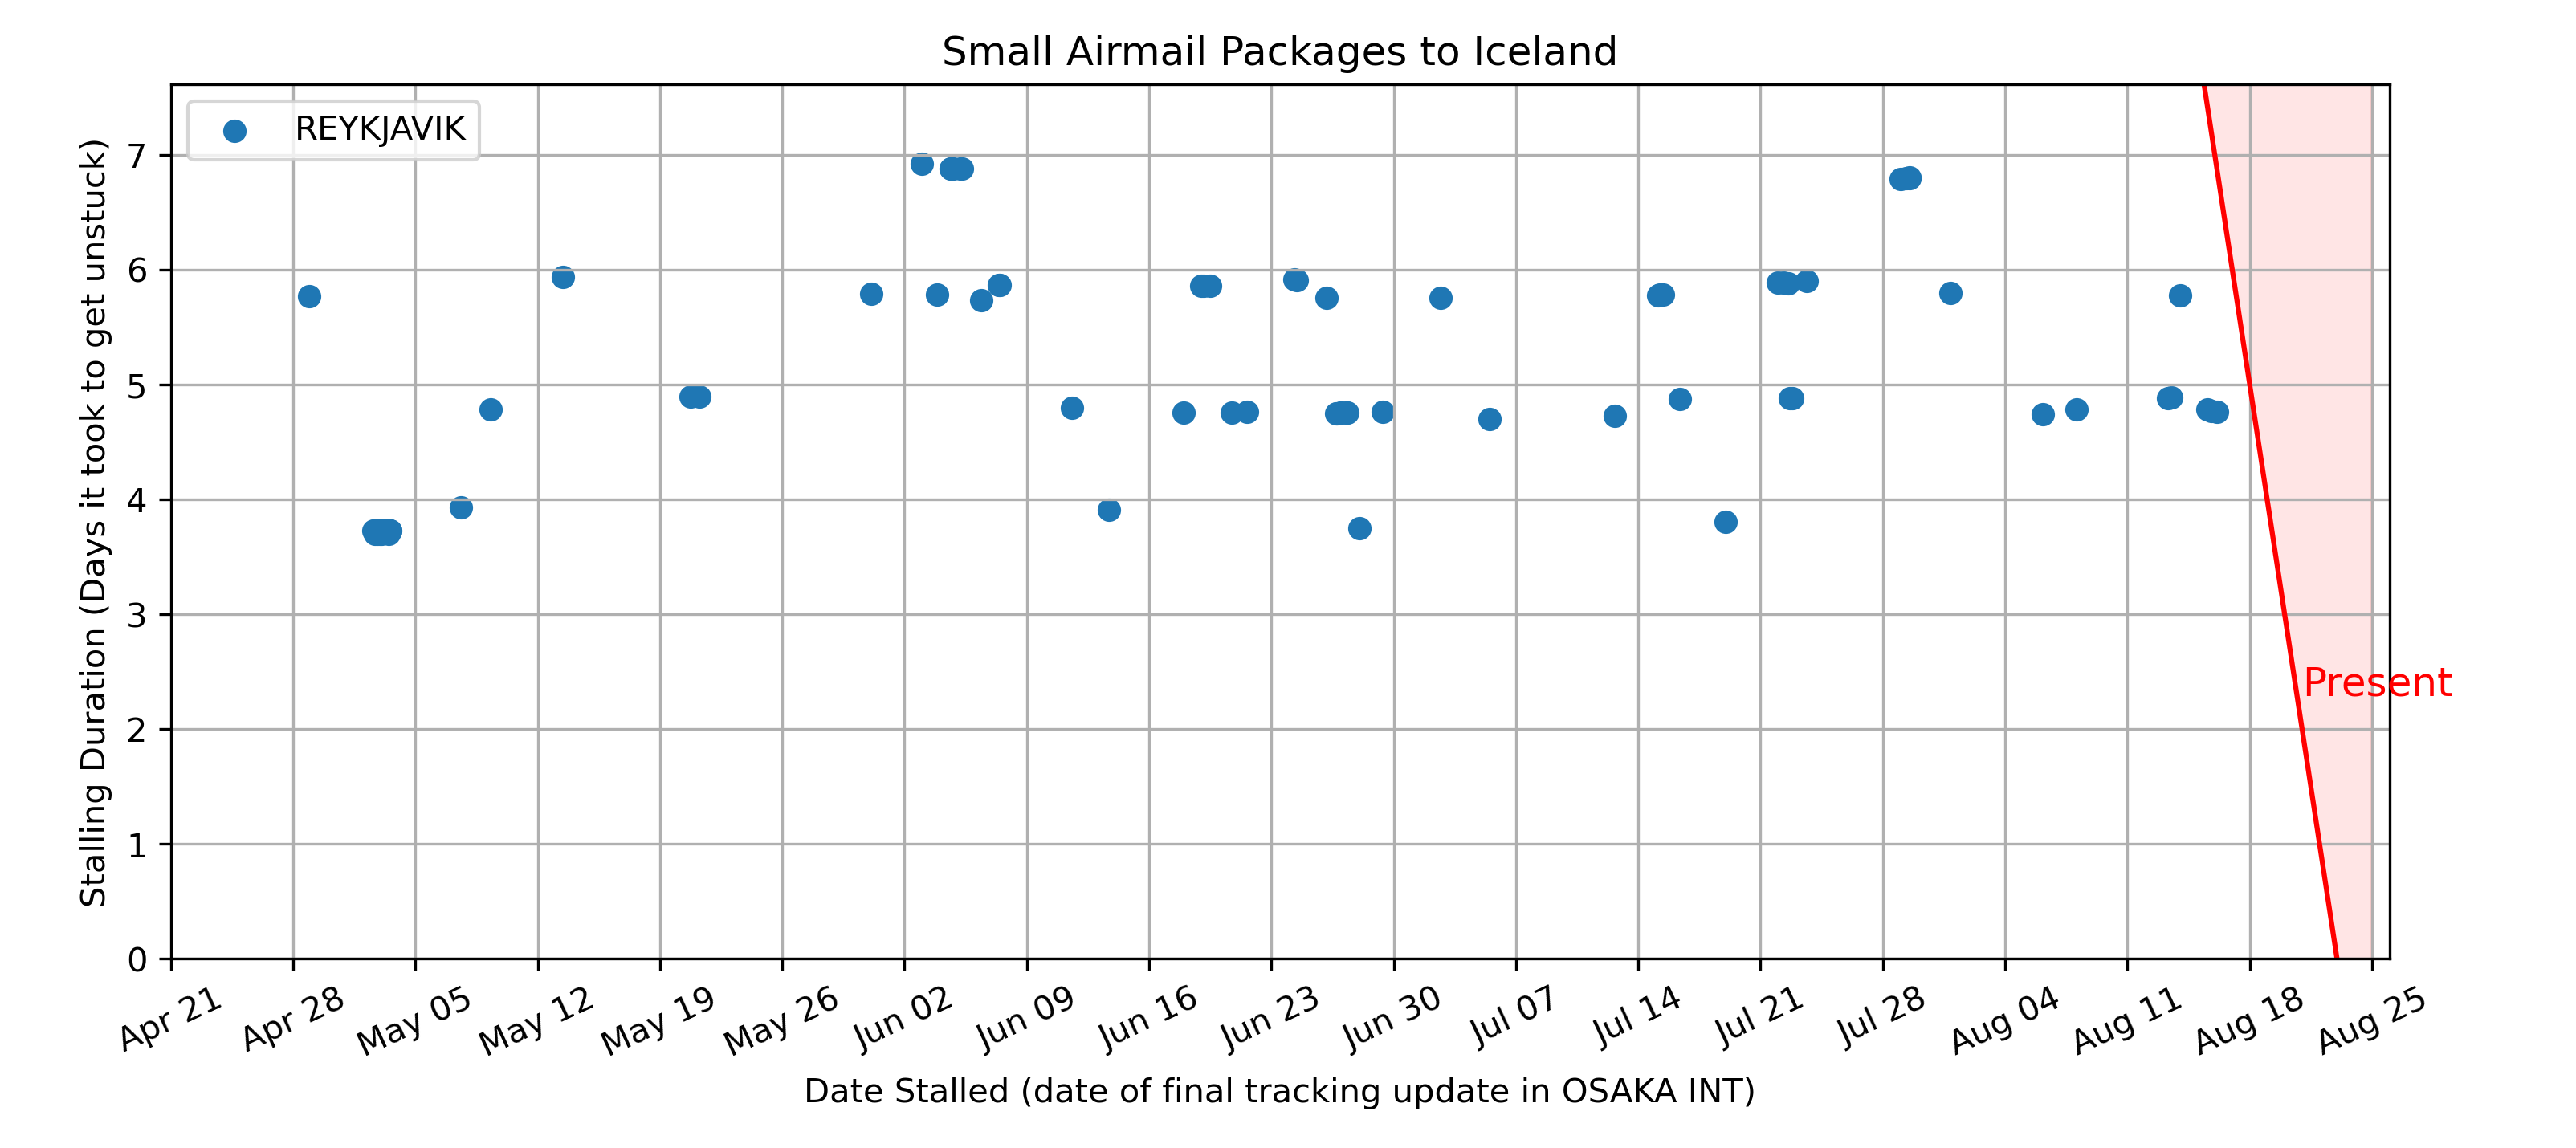 Small Airmail Packages to Iceland
REYKJAVIK
Stalling Duration (Days it took to get unstuck)
7
6
5
4
3
2
1
0
Present
Apr 21
Apr 28
May 05
May 12
May 19
May 26
Jun 02
Jun 09
Jun 16
Jun 23
Jun 30
Jul 07
Jul 14
Jul 21
Jul 28
Aug 04
Aug 11
Aug 18
Aug 25
Date Stalled (date of final tracking update in OSAKA INT)